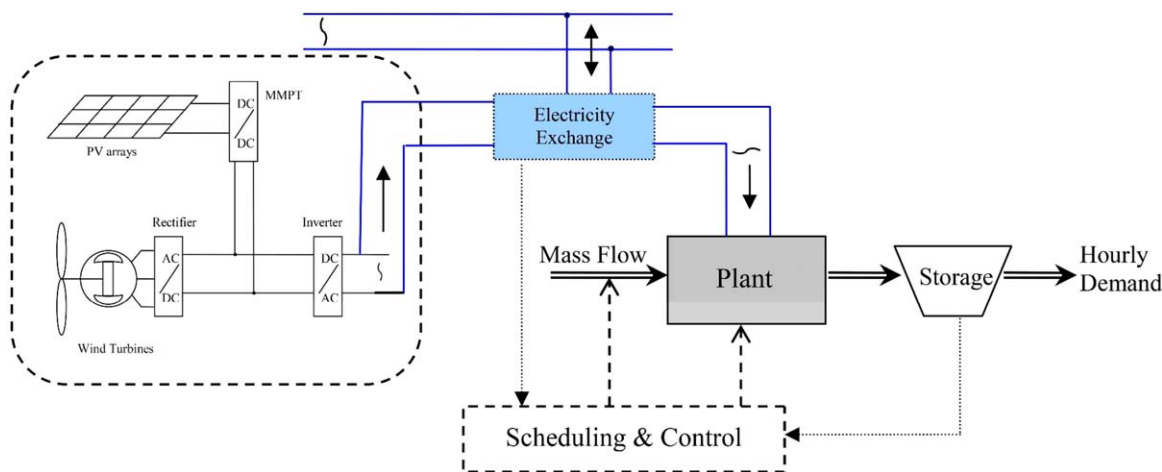 MMPT
DC
DC
PV arrays
Electricity
Exchange
Rectifier
Inverter
AC
DC
DC
AC
Wind Turbines
Mass Flow
Plant
Storage
Hourly
Demand
Scheduling & Control